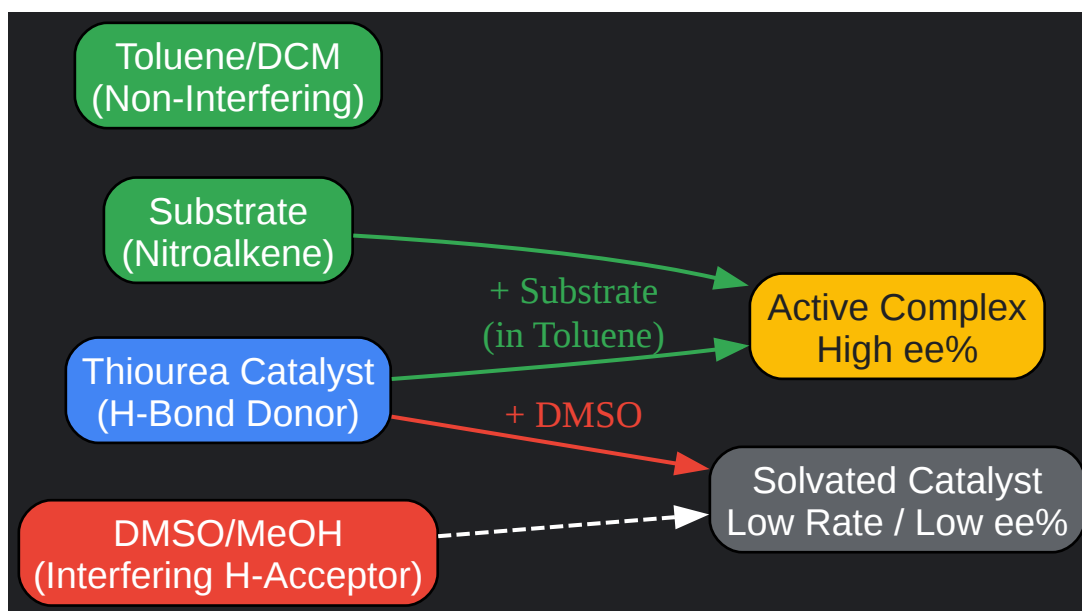 Toluene/DCM
(Non-Interfering)
Substrate
(Nitroalkene)
+ Substrate
(in Toluene)
Active Complex
High ee%
Thiourea Catalyst
(H-Bond Donor)
+ DMSO
Solvated Catalyst
Low Rate / Low ee%
DMSO/MeOH
(Interfering H-Acceptor)